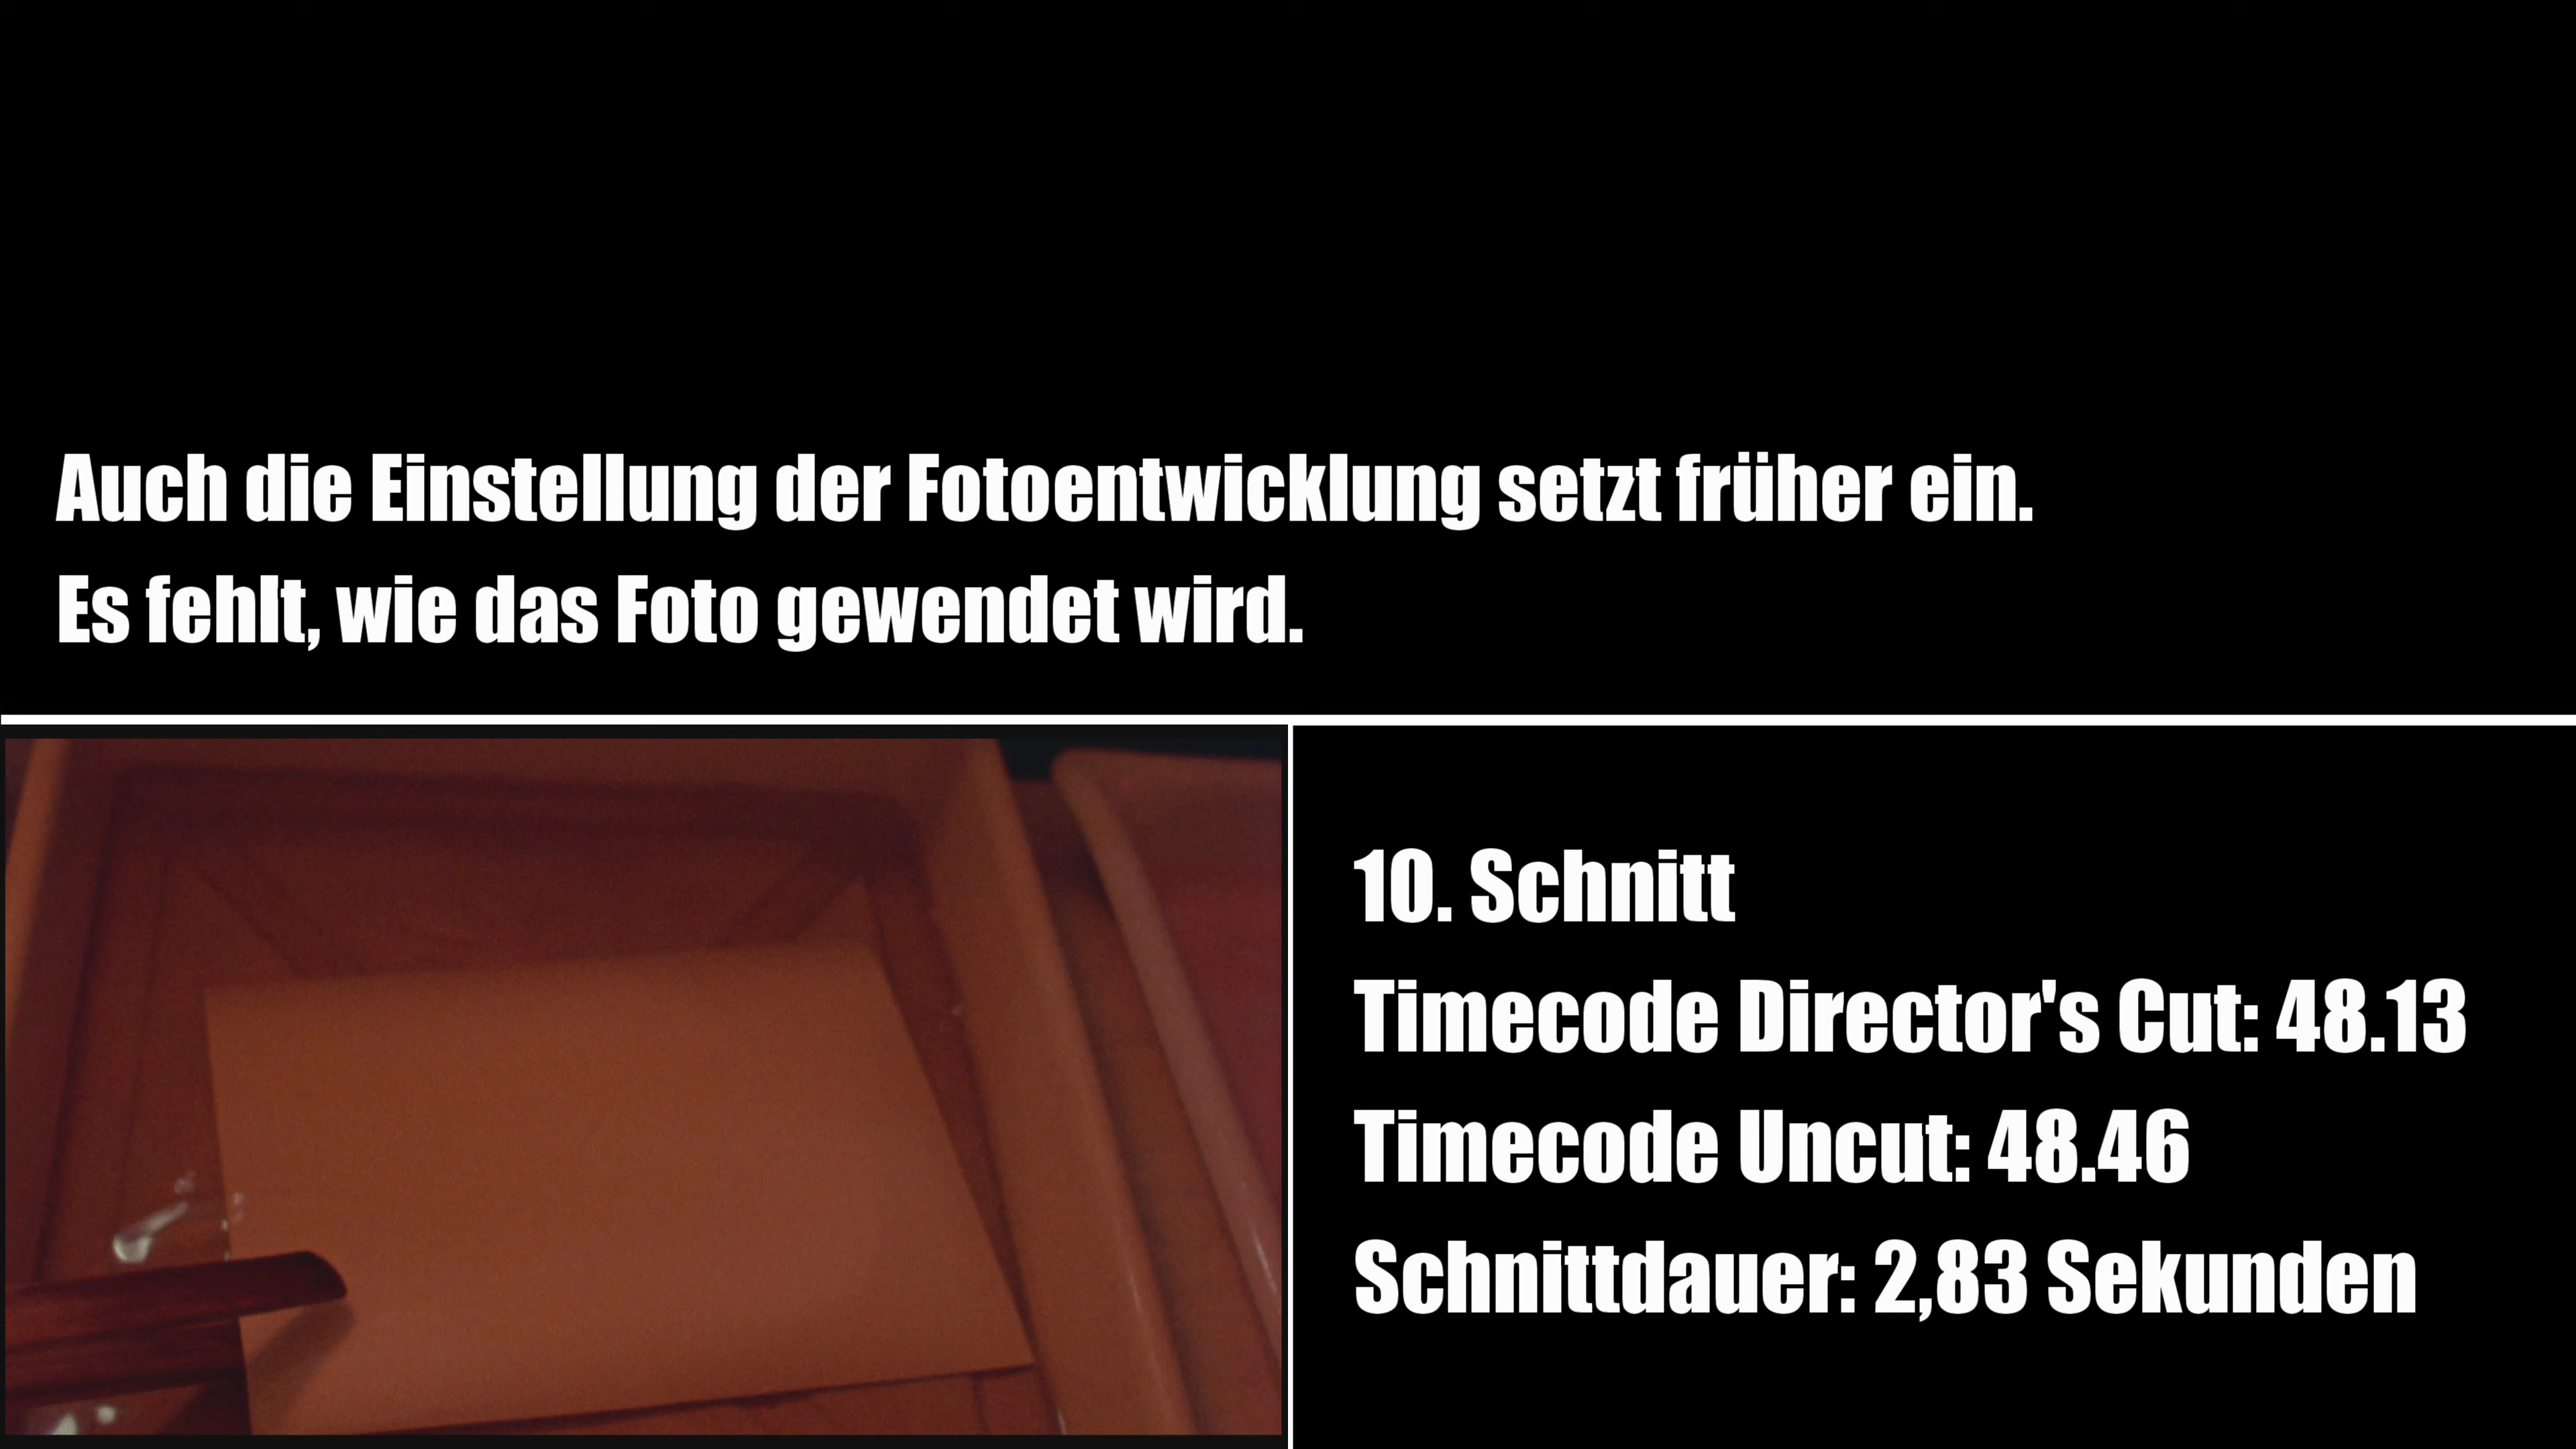 Auch die Einstellung der Fotoentwicklung setzt früher ein.
Es fehlt, wie das Foto gewendet wird.
10. Schnitt
Timecode Director's Cut: 48.13
Timecode Uncut: 48.46
Schnittdauer: 2,83 Sekunden